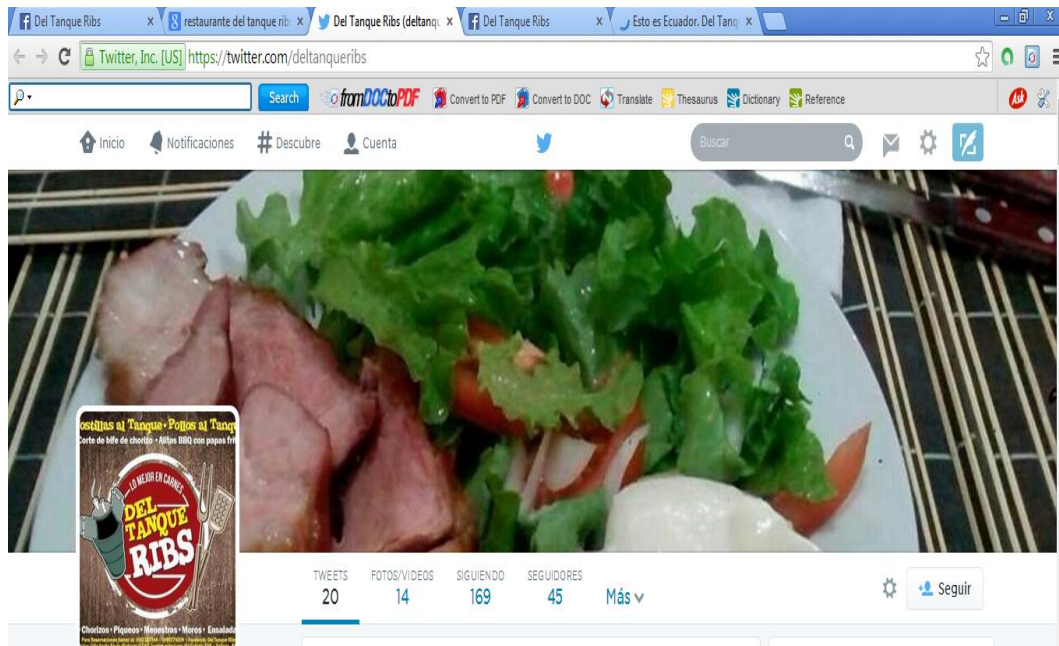 Del Tanque Ribs
restaurante del tanque rib
Del Tanque Ribs (deltanqu
Del Tanque Ribs
Esto es Ecuador. Del Tanq
Twitter, Inc. [US] https://twitter.com/deltanqueribs
Search fromDOCtoPDF Convert to PDF Convert to DOC Translate Thesaurus Dictionary Reference Ask
Inicio Notificaciones # Descubre Cuenta Buscar
ostillas al Tanque • Pollos al Tanqu
Corte de bife de chorizo • Alitas BBQ con papas frit
LO MEJOR EN CARNES
DEL
TANQUE
RIBS
Chorizos • Piqueos • Menestras • Moros • Ensalada
TWEETS FOTOS/VIDEOS SIGUIENDO SEGUIDORES
20 14 169 45 Más
Seguir